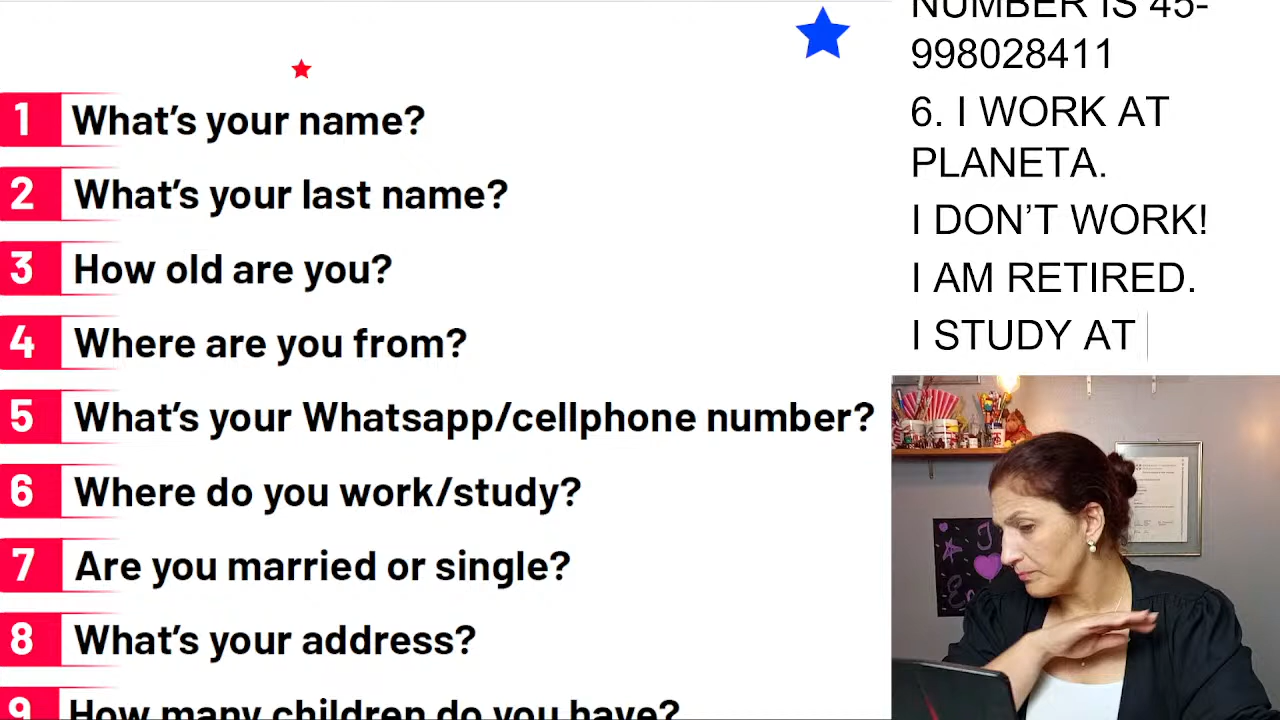 1 What's your name?
2 What's your last name?
3 How old are you?
4 Where are you from?
5 What's your Whatsapp/cellphone number?
6 Where do you work/study?
7 Are you married or single?
8 What's your address?
9 How many children do you have?
NUMBER IS 45-
998028411
6. I WORK AT
PLANETA.
I DON'T WORK!
I AM RETIRED.
I STUDY AT